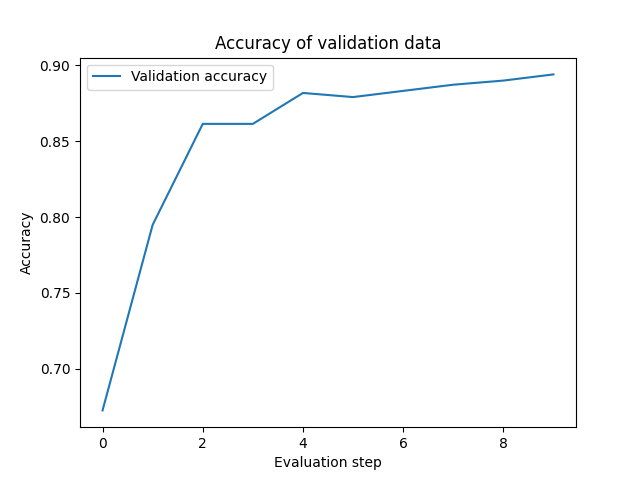 Accuracy of validation data
Validation accuracy
0.90
0.85
0.80
0.75
0.70
Accuracy
0 2 4 6 8
Evaluation step